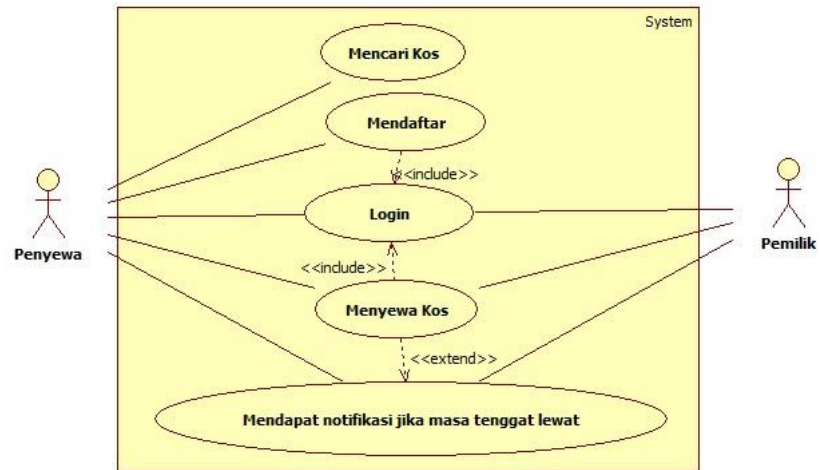 System
Mencari Kos
Mendaftar
<<include>>
Login
Penyewa
Pemilik
<<include>>
Menyewa Kos
<<extend>>
Mendapat notifikasi jika masa tenggat lewat